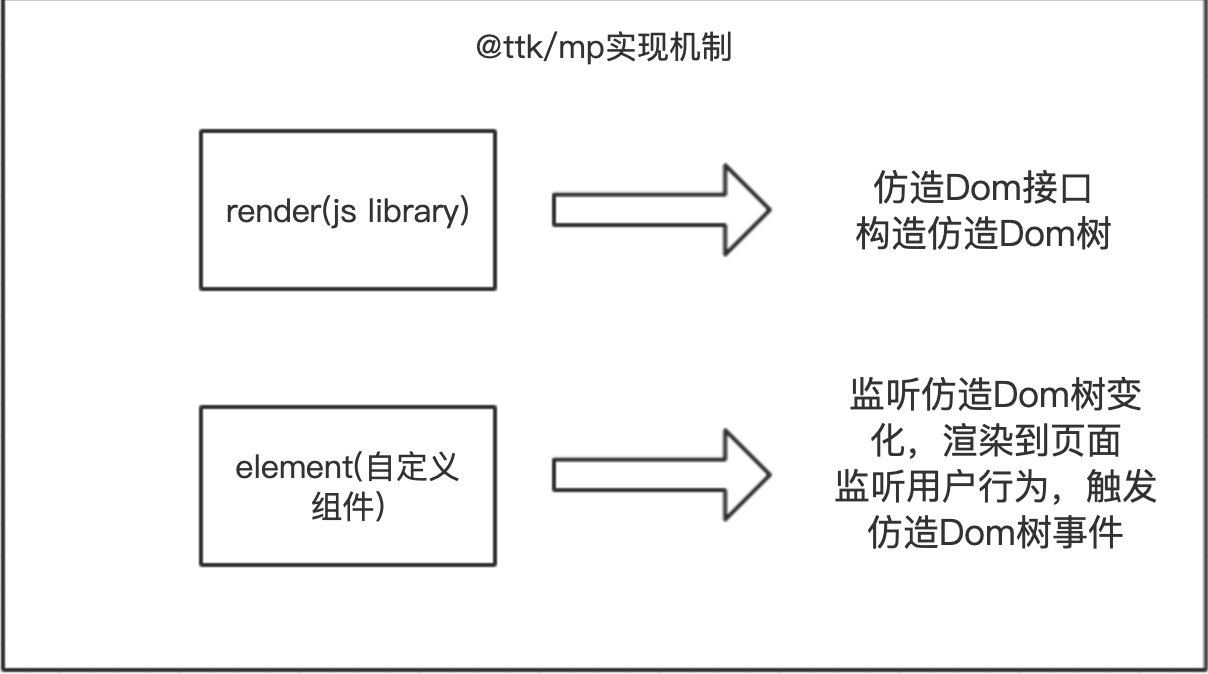 @ttk/mp实现机制
render(js library)
仿造Dom接口
构造仿造Dom树
element(自定义
组件)
监听仿造Dom树变
化，渲染到页面
监听用户行为，触发
仿造Dom树事件